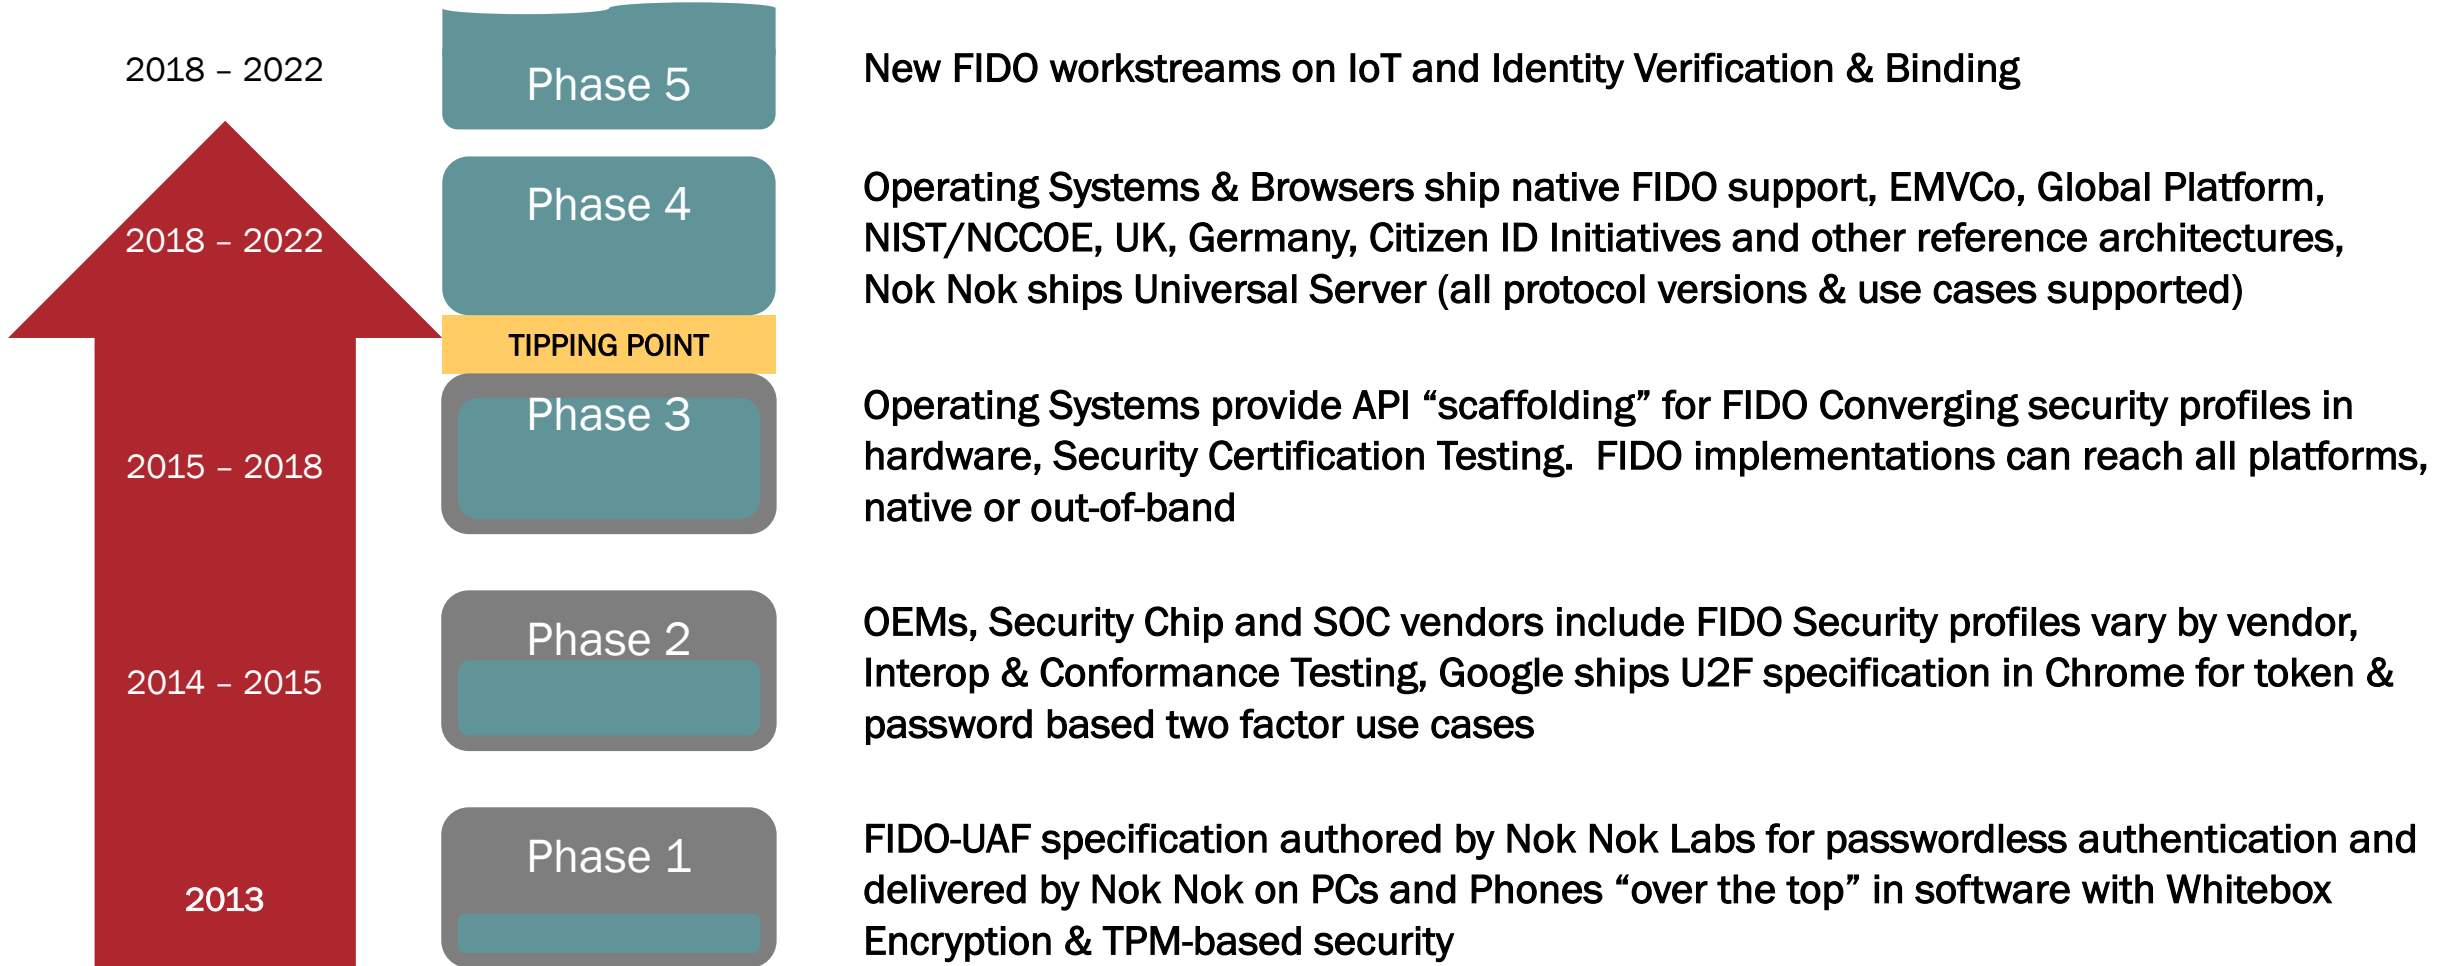 2018 – 2022
Phase 5
New FIDO workstreams on IoT and Identity Verification & Binding
2018 – 2022
Phase 4
Operating Systems & Browsers ship native FIDO support, EMVCo, Global Platform,
NIST/NCCOE, UK, Germany, Citizen ID Initiatives and other reference architectures,
Nok Nok ships Universal Server (all protocol versions & use cases supported)
TIPPING POINT
2015 – 2018
Phase 3
Operating Systems provide API “scaffolding” for FIDO Converging security profiles in
hardware, Security Certification Testing.  FIDO implementations can reach all platforms,
native or out-of-band
2014 – 2015
Phase 2
OEMs, Security Chip and SOC vendors include FIDO Security profiles vary by vendor,
Interop & Conformance Testing, Google ships U2F specification in Chrome for token &
password based two factor use cases
2013
Phase 1
FIDO-UAF specification authored by Nok Nok Labs for passwordless authentication and
delivered by Nok Nok on PCs and Phones “over the top” in software with Whitebox
Encryption & TPM-based security